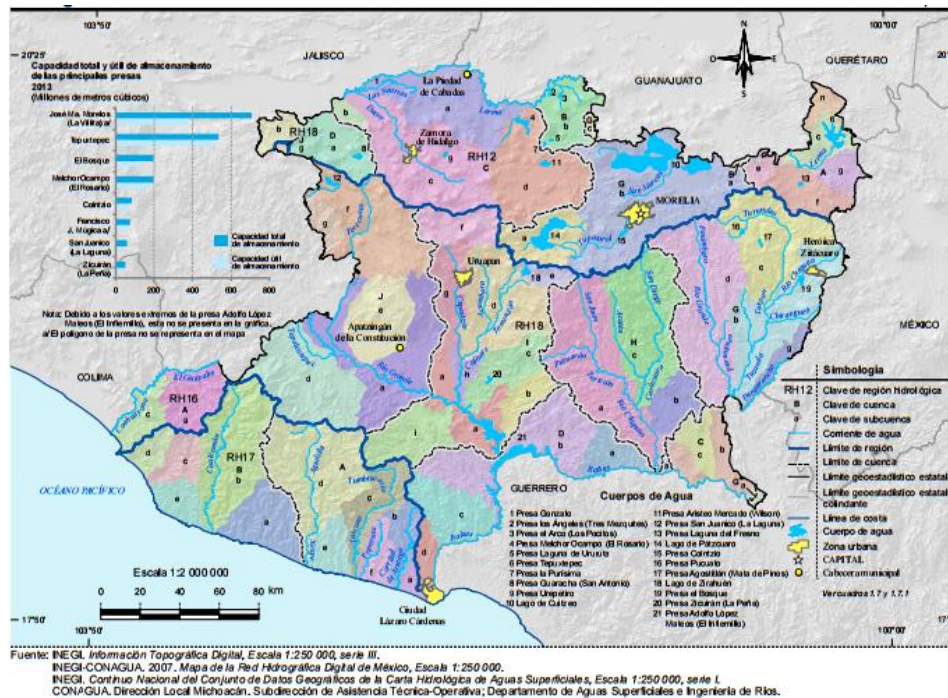 103°50'
100°00'
20°25'
20°
JALISCO
GUANAJUATO
QUERÉTARO
N
O
E
S
Capacidad total y útil de almacenamiento
de las principales presas
2013
(Millones de metros cúbicos)
José Ma. Morelos
(La Villita) a/
Tepuxtepec
El Bosque
Melchor Ocampo
(El Rosario)
Cointzio
Francisco
J. Múgica a/
San Juanico
(La Laguna)
Zicuirán
(La Peña)
0 200 400 600 800
Capacidad total
de almacenamiento
Capacidad útil
de almacenamiento
Nota: Debido a los valores extremos de la presa Adolfo López
Mateos (El Infiernillo), este no se presenta en la gráfica.
a/ El polígono de la presa no se representa en el mapa
La Piedad
de Cabadas
Zamora
de Hidalgo
Duero
Lerma
RH18
RH12
MORELIA
Uruapan
Heroica
Zitácuaro
Apatzingán
de la Constitución
RH18
MÉXICO
COLIMA
RH16
RH17
OCÉANO PACÍFICO
GUERRERO
Ciudad
Lázaro Cárdenas
Escala 1:2 000 000
0 20 40 60 80
km
17°50'
17°
103°50'
100°00'
Cuerpos de Agua
1 Presa Gonzalo
2 Presa los Ángeles (Tres Mezquites)
3 Presa el Arco (Los Pocitos)
4 Presa Melchor Ocampo (El Rosario)
5 Presa Laguna de Ururuta
6 Presa Tepuxtepec
7 Presa la Purísima
8 Presa Guaracha (San Antonio)
9 Presa Urepetiro
10 Lago de Cuitzeo
11 Presa Aristeo Mercado (Wilson)
12 Presa San Juanico (La Laguna)
13 Presa Laguna del Fresno
14 Lago de Pátzcuaro
15 Presa Cointzio
16 Presa Pucuato
17 Presa Agostitlán (Mata de Pinos)
18 Lago de Zirahuén
19 Presa el Bosque
20 Presa Zicuirán (La Peña)
21 Presa Adolfo López
Mateos (El Infiernillo)
Simbología
RH12 Clave de región hidrológica
B Clave de cuenca
a Clave de subcuenca
Corriente de agua
Límite de región
Límite de cuenca
Límite geoestadístico estatal
Límite geoestadístico estatal
colindante
Línea de costa
Cuerpo de agua
Zona urbana
CAPITAL
Cabecera municipal
Ver cuadros 1.7 y 1.7.1
Fuente: INEGI. Información Topográfica Digital, Escala 1:250 000, serie III.
INEGI-CONAGUA. 2007. Mapa de la Red Hidrográfica Digital de México, Escala 1:250 000.
INEGI. Continuo Nacional del Conjunto de Datos Geográficos de la Carta Hidrológica de Aguas Superficiales, Escala 1:250 000, serie I.
CONAGUA. Dirección Local Michoacán. Subdirección de Asistencia Técnica-Operativa; Departamento de Aguas Superficiales e Ingeniería de Ríos.